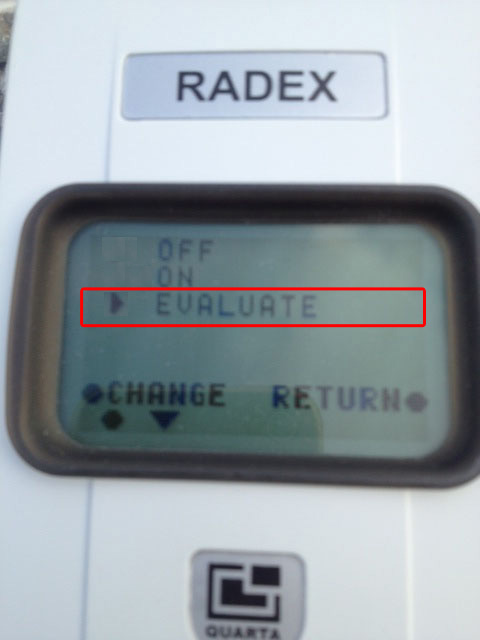 RADEX
OFF
ON
EVALUATE
CHANGE RETURN
QUARTA